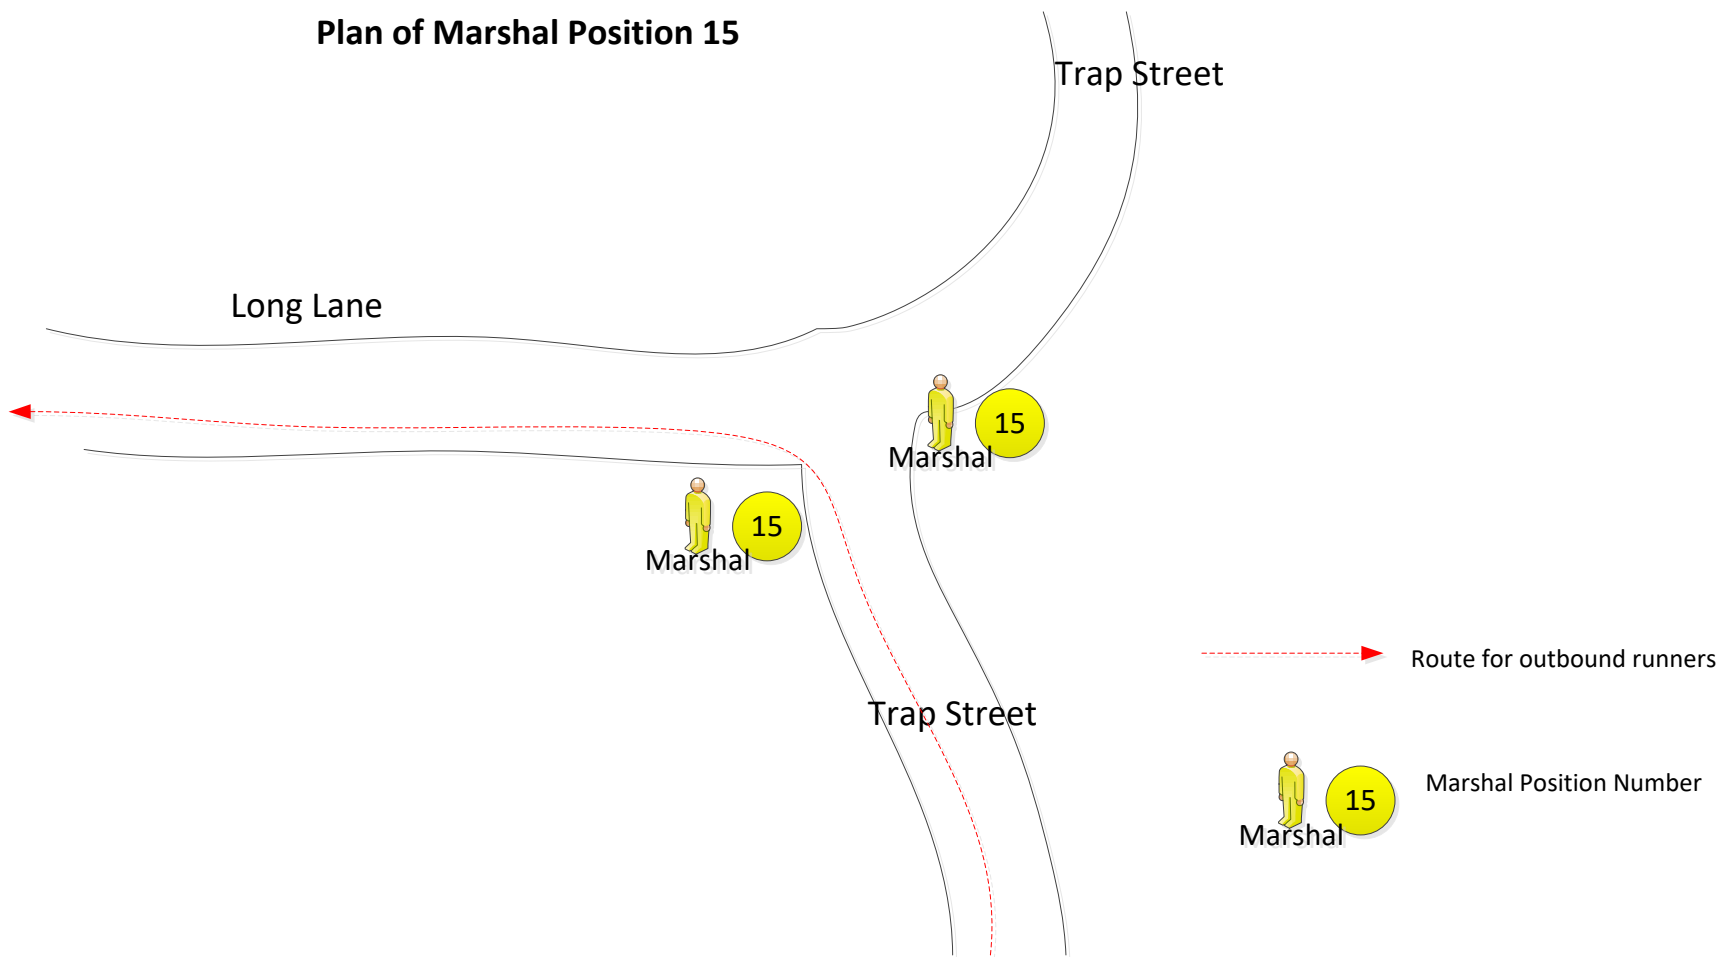 Plan of Marshal Position 15
Trap Street
Long Lane
15
Marshal
15
Marshal
Route for outbound runners
Trap Street
Marshal Position Number
15
Marshal